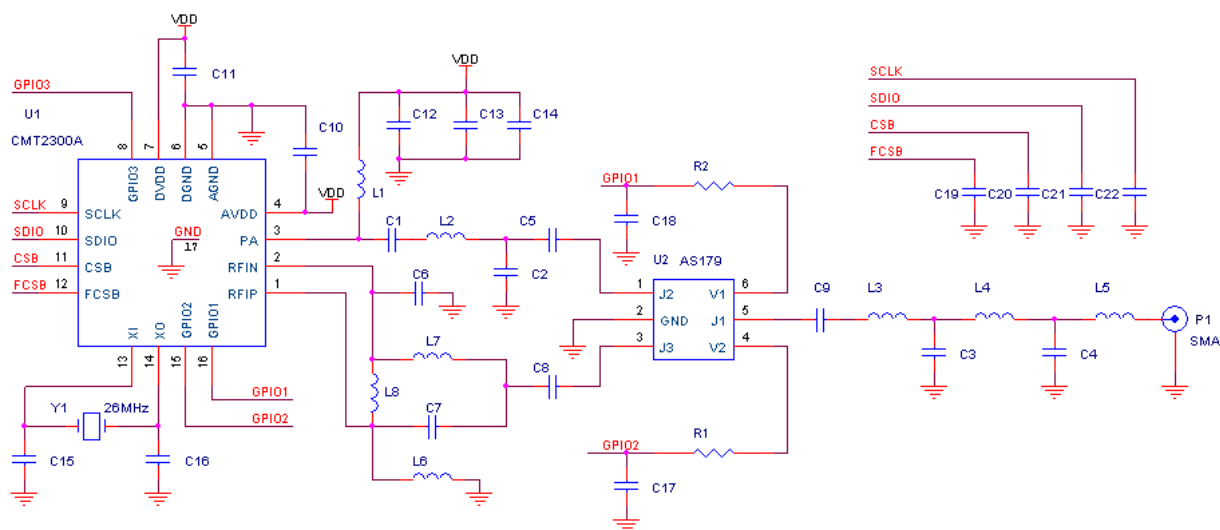 VDD
C11
GPIO3
U1
CMT2300A
8
7
6
5
GPIO3
DVDD
DGND
AGND
C10
VDD
VDD
C12
C13
C14
L1
9
SCLK
SCLK
SDIO
10
SDIO
CSB
11
CSB
FCSB
12
FCSB
GND
17
AVDD
4
PA
3
RFIN
2
RFIP
1
XI
XO
GPIO2
GPIO1
13
14
15
16
Y1
26MHz
C15
C16
GPIO1
GPIO2
C1
L2
C5
C2
C6
L7
L8
C7
C8
L6
GPIO1
R2
C18
U2
AS179
1
J2
V1
6
2
GND
J1
5
3
J3
V2
4
GPIO2
R1
C17
C9
L3
L4
L5
C3
C4
P1
SMA
SCLK
SDIO
CSB
FCSB
C19
C20
C21
C22